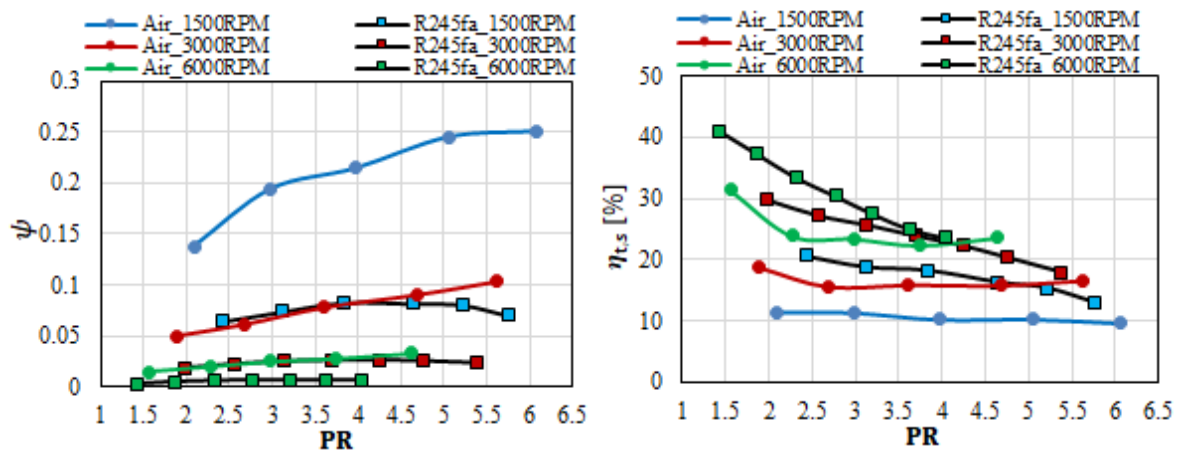 Air_1500RPM R245fa_1500RPM
Air_3000RPM R245fa_3000RPM
Air_6000RPM R245fa_6000RPM
0.3
0.25
0.2
0.15
0.1
0.05
0
ψ
1 1.5 2 2.5 3 3.5 4 4.5 5 5.5 6 6.5
PR
Air_1500RPM R245fa_1500RPM
Air_3000RPM R245fa_3000RPM
Air_6000RPM R245fa_6000RPM
50
40
30
20
10
0
η_{t,s} [%]
1 1.5 2 2.5 3 3.5 4 4.5 5 5.5 6 6.5
PR